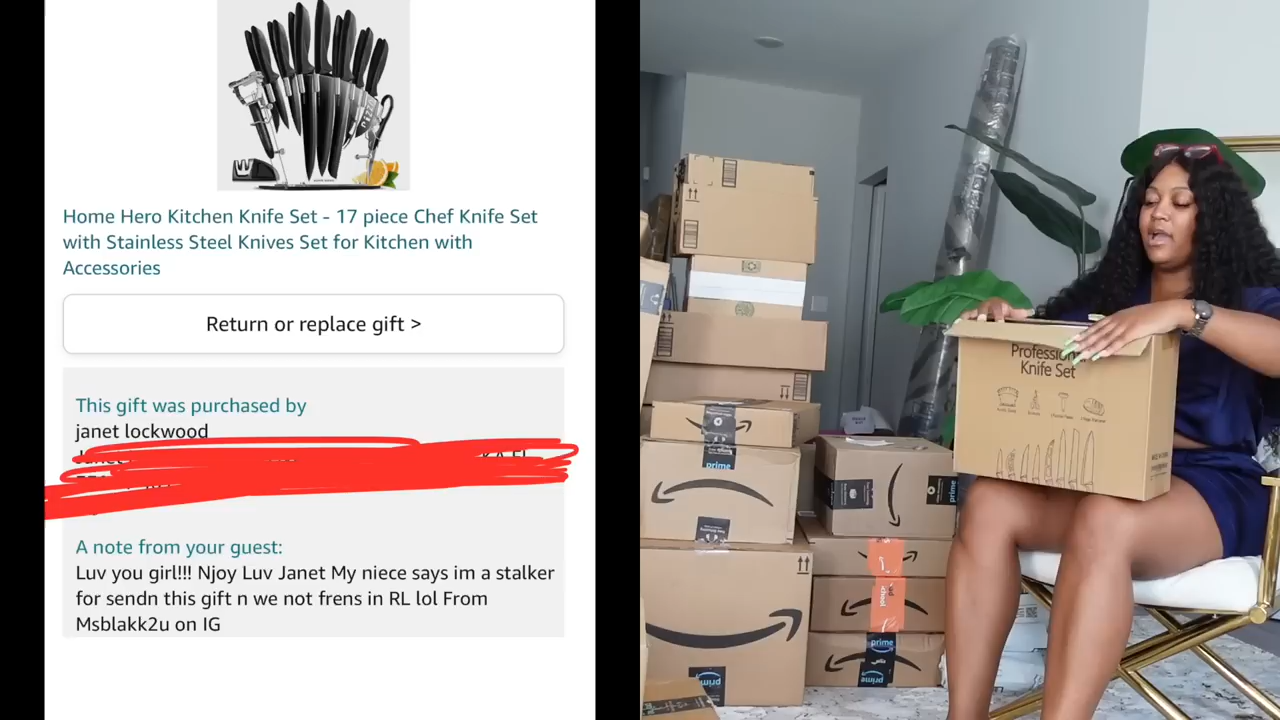 Home Hero Kitchen Knife Set - 17 piece Chef Knife Set
with Stainless Steel Knives Set for Kitchen with
Accessories
Return or replace gift >
This gift was purchased by
janet lockwood
A note from your guest:
Luv you girl!!! Njoy Luv Janet My niece says im a stalker
for sendn this gift n we not frens in RL lol From
Msblakk2u on IG
Professional
Knife Set
prime
prime
prime
prime
prime